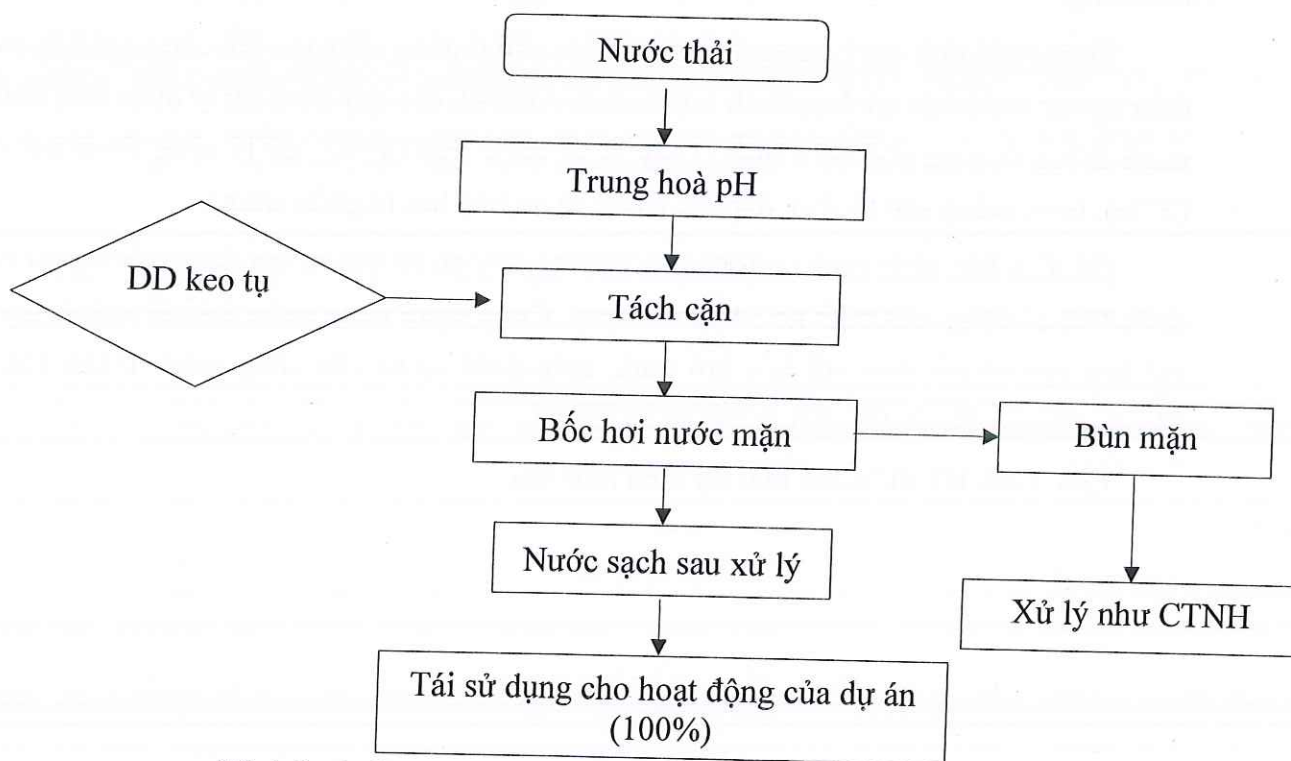 Nước thải
Trung hoà pH
DD keo tụ
Tách cặn
Bốc hơi nước mặn
Bùn mặn
Nước sạch sau xử lý
Xử lý như CTNH
Tái sử dụng cho hoạt động của dự án
(100%)